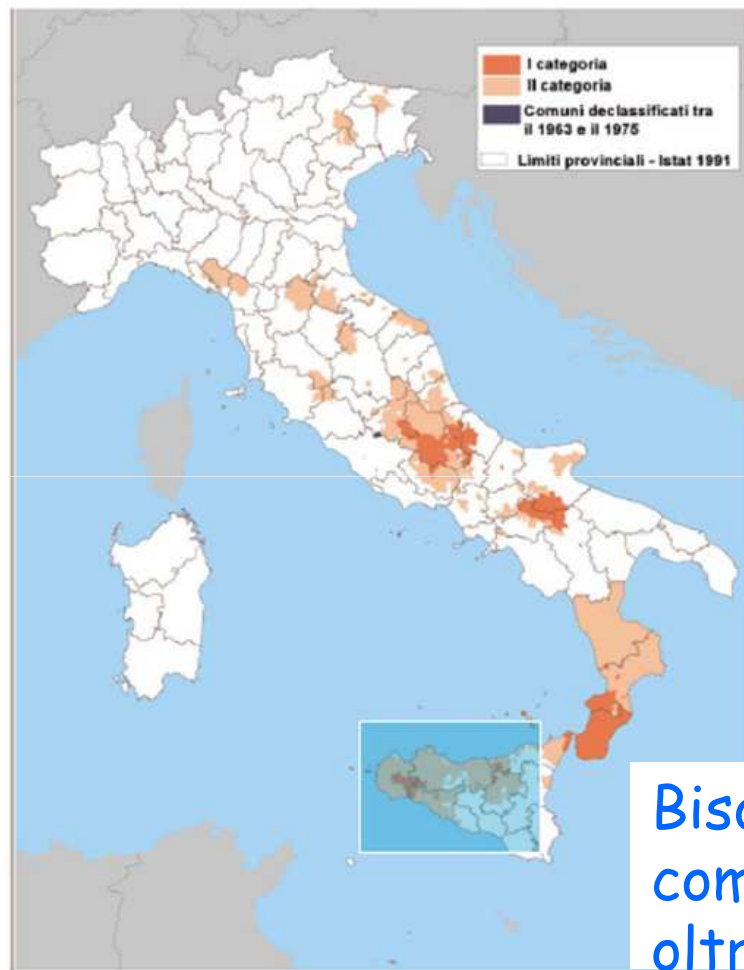 I categoria
II categoria
Comuni declassificati tra
il 1963 e il 1975
Limiti provinciali - Istat 1991